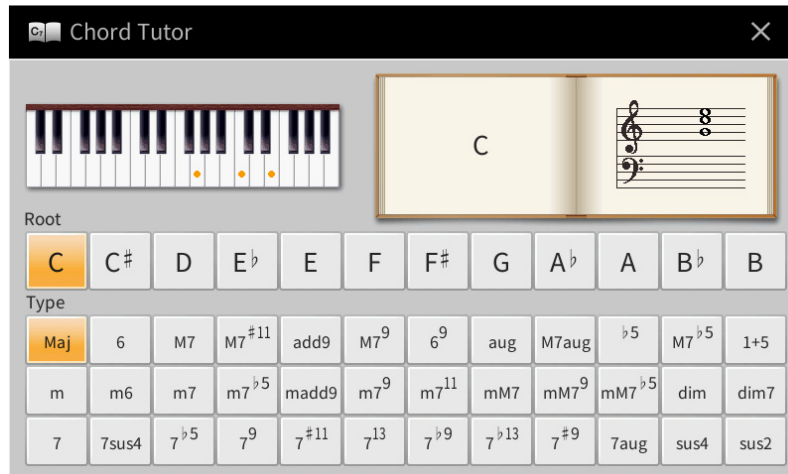 C7 Chord Tutor
C
Root
C C♯ D E♭ E F F♯ G A♭ A B♭ B
Type
Maj 6 M7 M7♯11 add9 M79 69 aug M7aug ♭5 M7♭5 1+5
m m6 m7 m7♭5 madd9 m79 m711 mM7 mM79 mM7♭5 dim dim7
7 7sus4 7♭5 79 7♯11 713 7♭9 7♭13 7♯9 7aug sus4 sus2